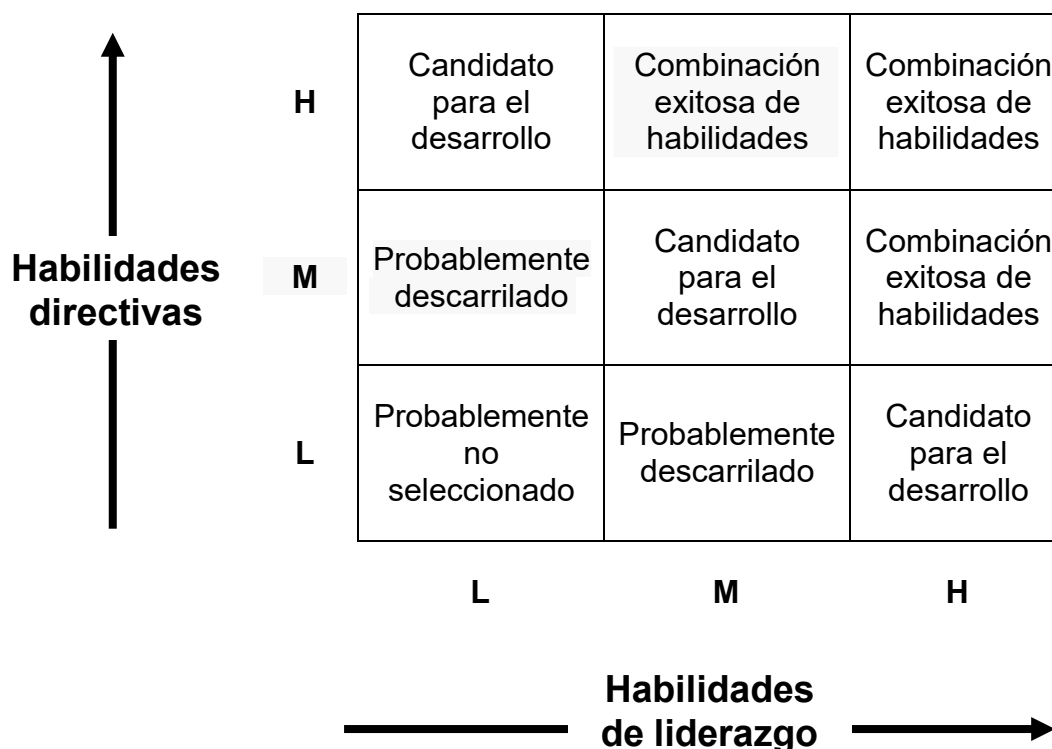 Candidato
para el
desarrollo
Combinación
exitosa de
habilidades
Combinación
exitosa de
habilidades
H
Habilidades
directivas
M
Probablemente
descarrilado
Candidato
para el
desarrollo
Combinación
exitosa de
habilidades
L
Probablemente
no
seleccionado
Probablemente
descarrilado
Candidato
para el
desarrollo
L
M
H
Habilidades
de liderazgo